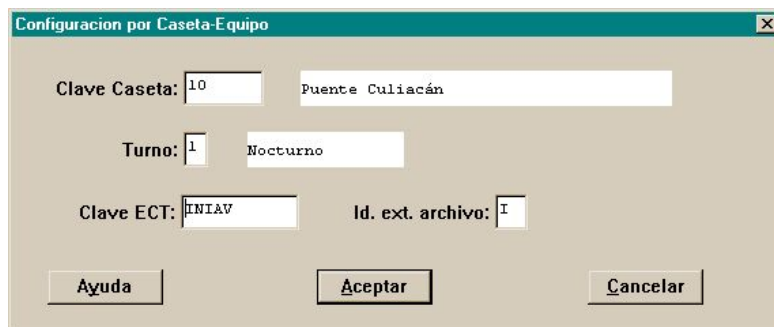 Configuracion por Caseta-Equipo
Clave Caseta: 10 Puente Culiacán
Turno: 1 Nocturno
Clave ECT: INIAV Id. ext. archivo: I
Ayuda Aceptar Cancelar